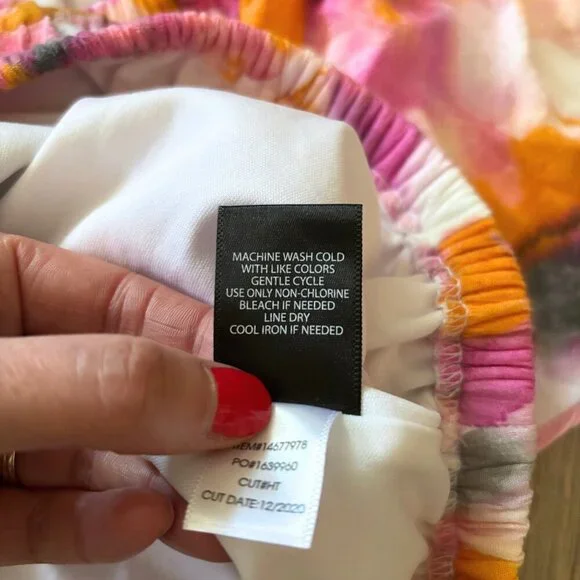 MACHINE WASH COLD
WITH LIKE COLORS
GENTLE CYCLE
USE ONLY NON-CHLORINE
BLEACH IF NEEDED
LINE DRY
COOL IRON IF NEEDED
EM#14677978
PO#1639960
CUT#HT
CUT DATE:12/2020